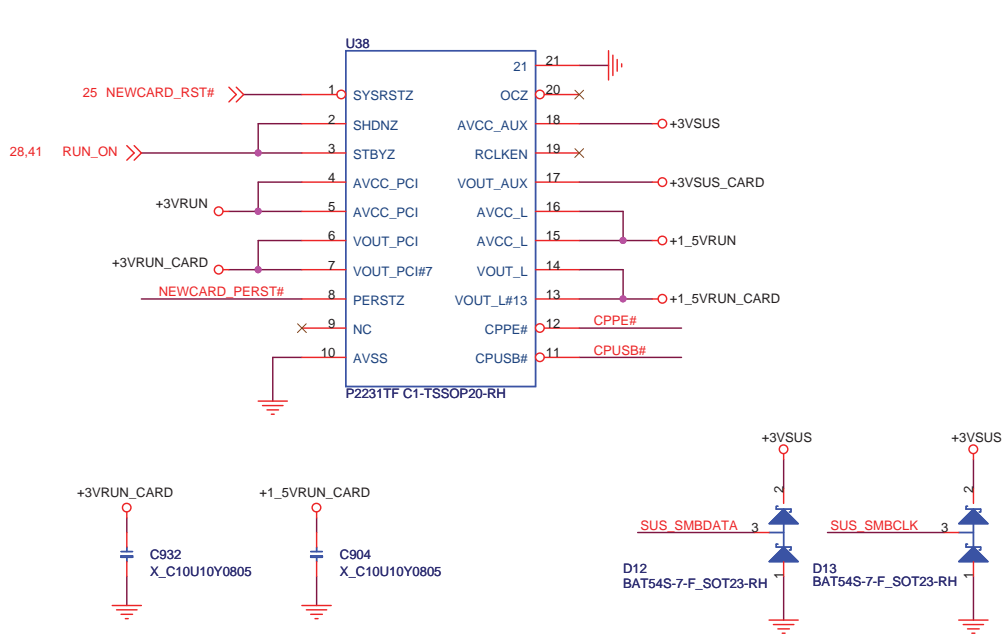 U38
21 21
25 NEWCARD_RST# 1 SYSRSTZ OCZ 20
2 SHDNZ AVCC_AUX 18 +3VSUS
28,41 RUN_ON 3 STBYZ RCLKEN 19
4 AVCC_PCI VOUT_AUX 17 +3VSUS_CARD
+3VRUN 5 AVCC_PCI AVCC_L 16
6 VOUT_PCI AVCC_L 15 +1_5VRUN
+3VRUN_CARD 7 VOUT_PCI#7 VOUT_L 14
NEWCARD_PERST# 8 PERSTZ VOUT_L#13 13 +1_5VRUN_CARD
9 NC CPPE# 12 CPPE#
10 AVSS CPUSB# 11 CPUSB#
P2231TF C1-TSSOP20-RH
+3VSUS +3VSUS
+3VRUN_CARD +1_5VRUN_CARD
2 2
SUS_SMBDATA 3 SUS_SMBCLK 3
C932 C904
X_C10U10Y0805 X_C10U10Y0805
D12 D13
BAT54S-7-F_SOT23-RH BAT54S-7-F_SOT23-RH
1 1